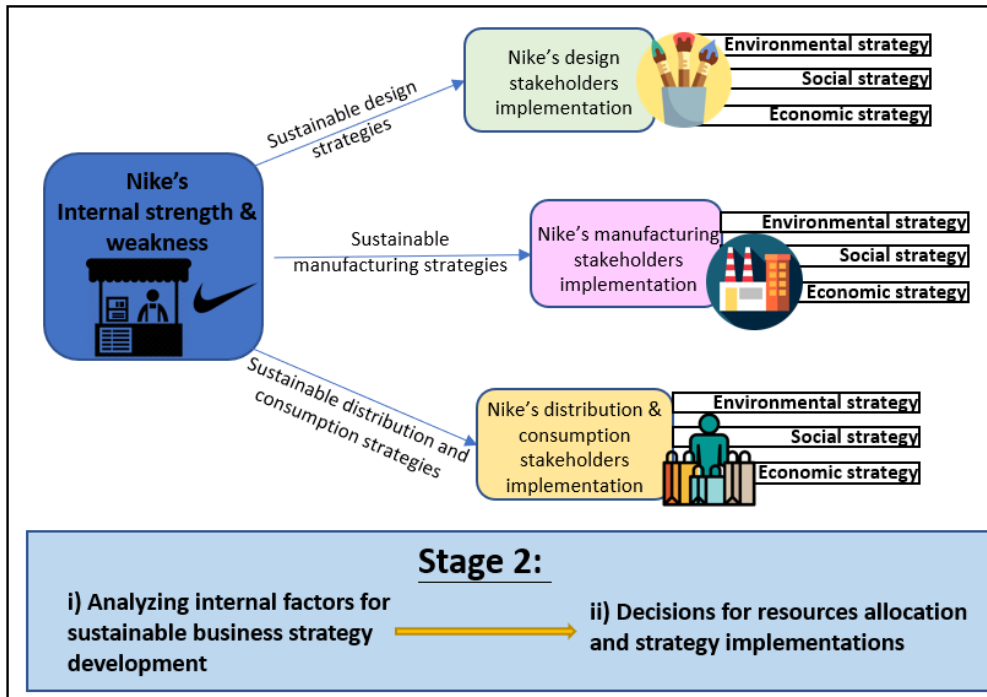 Nike's
Internal strength &
weakness
Sustainable design
strategies
Nike's design
stakeholders
implementation
Environmental strategy
Social strategy
Economic strategy
Sustainable
manufacturing strategies
Nike's manufacturing
stakeholders
implementation
Environmental strategy
Social strategy
Economic strategy
Sustainable distribution and
consumption strategies
Nike's distribution &
consumption
stakeholders
implementation
Environmental strategy
Social strategy
Economic strategy
Stage 2:
i) Analyzing internal factors for
sustainable business strategy
development
ii) Decisions for resources allocation
and strategy implementations